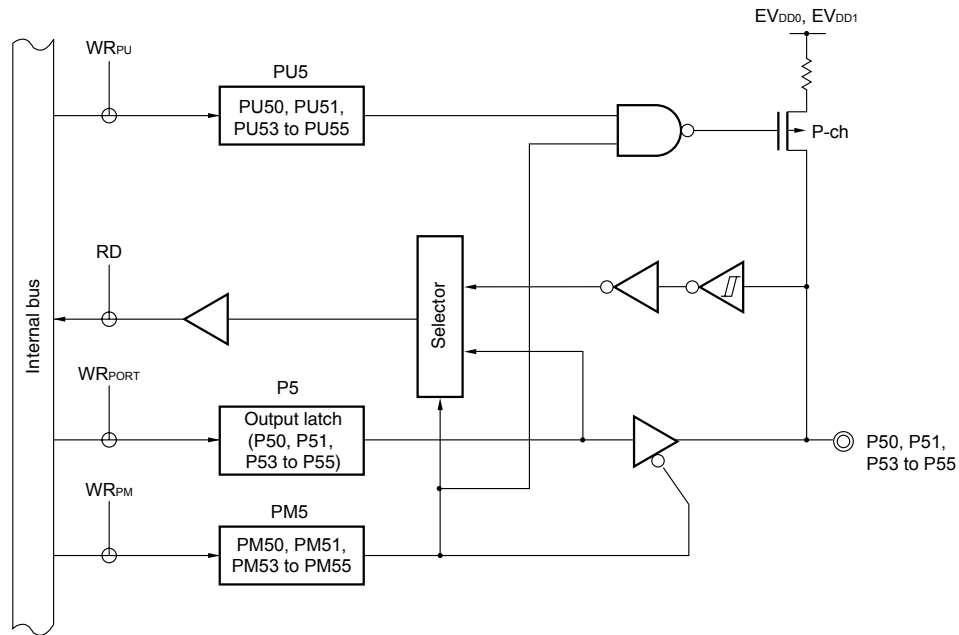 EVDD0, EVDD1
WRPU
PU5
PU50, PU51,
PU53 to PU55
P-ch
RD
Selector
Internal bus
WRPORT
P5
Output latch
(P50, P51,
P53 to P55)
P50, P51,
P53 to P55
WRPM
PM5
PM50, PM51,
PM53 to PM55